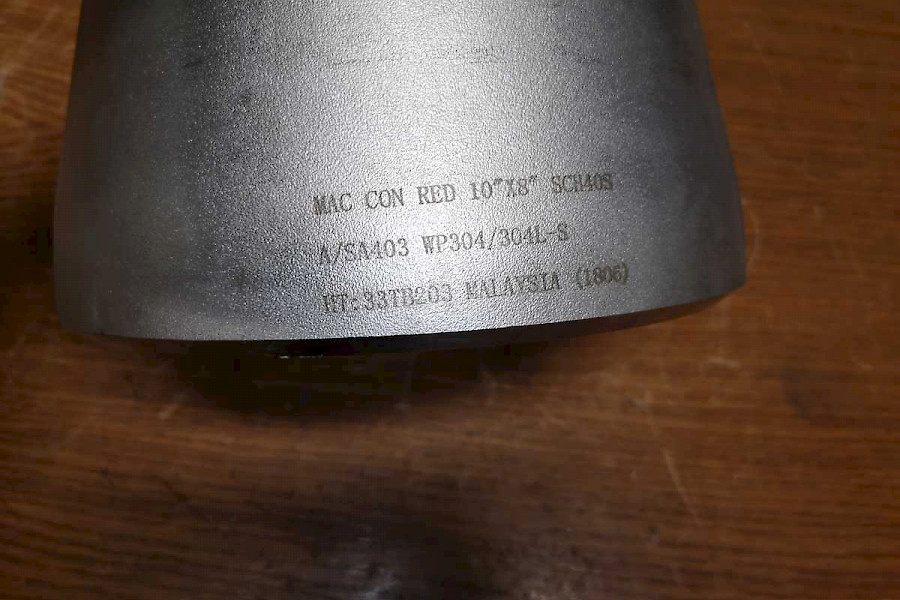 MAC CON RED 10"X8" SCH40S
A/SA403 WP304/304L-S
HT:33TB203 MALAYSIA (1806)